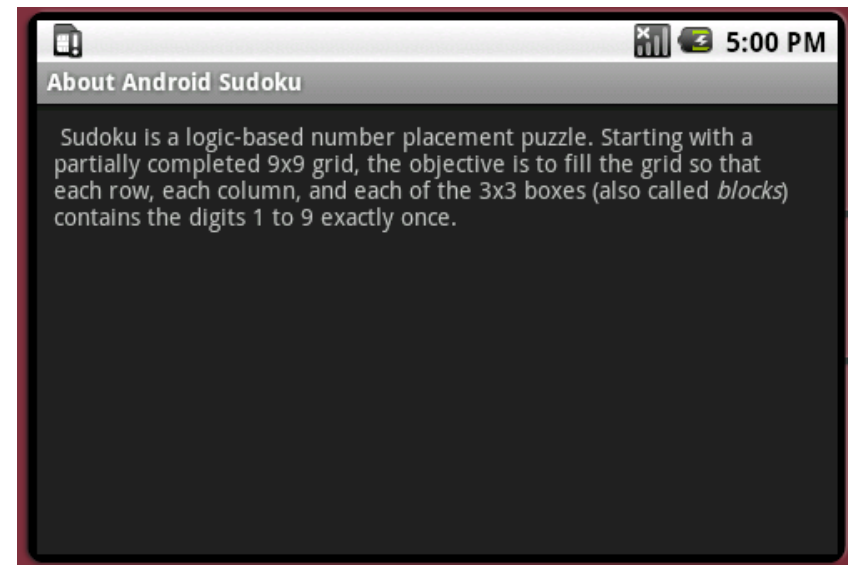 5:00 PM
About Android Sudoku
Sudoku is a logic-based number placement puzzle. Starting with a
partially completed 9x9 grid, the objective is to fill the grid so that
each row, each column, and each of the 3x3 boxes (also called blocks)
contains the digits 1 to 9 exactly once.